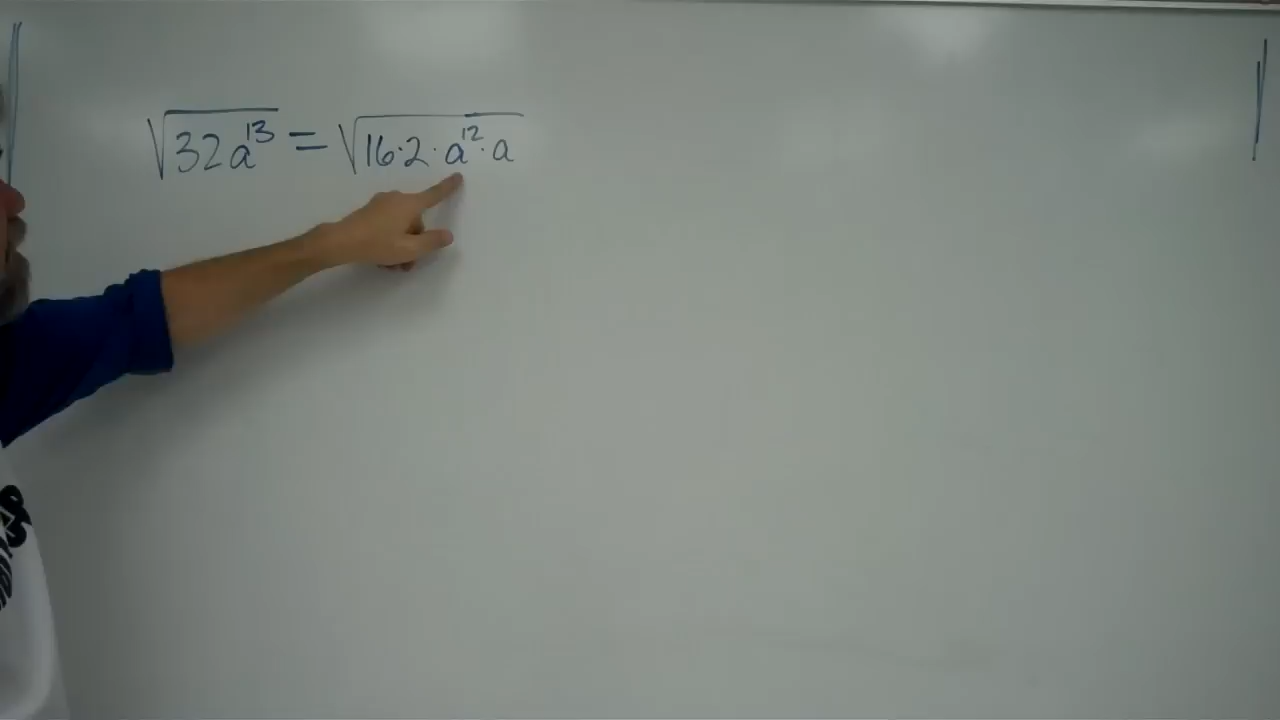 √32a¹³ = √16·2·a¹²·a